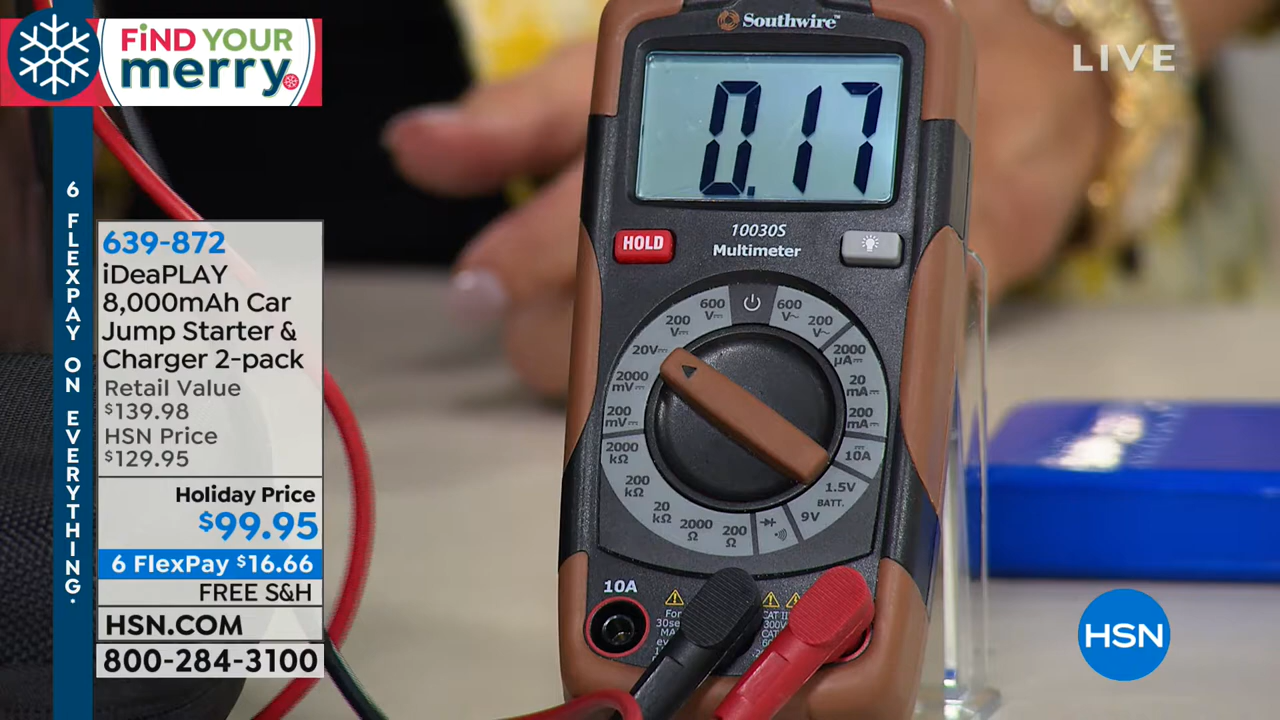 FiND YOUR
merry
LIVE
6 FLEXPAY ON EVERYTHING.
639-872
iDeaPLAY
8,000mAh Car
Jump Starter &
Charger 2-pack
Retail Value
$139.98
HSN Price
$129.95
Holiday Price
$99.95
6 FlexPay $16.66
FREE S&H
HSN.COM
800-284-3100
Southwire™
0.17
HOLD
10030S
Multimeter
600 V⎓
600 V~
200 V⎓
200 V~
20V⎓
2000 µA⎓
2000 mV⎓
20 mA⎓
200 mV⎓
200 mA⎓
2000 kΩ
10A
200 kΩ
1.5V
BATT.
20 kΩ
9V
2000 Ω
200 Ω
10A
HSN